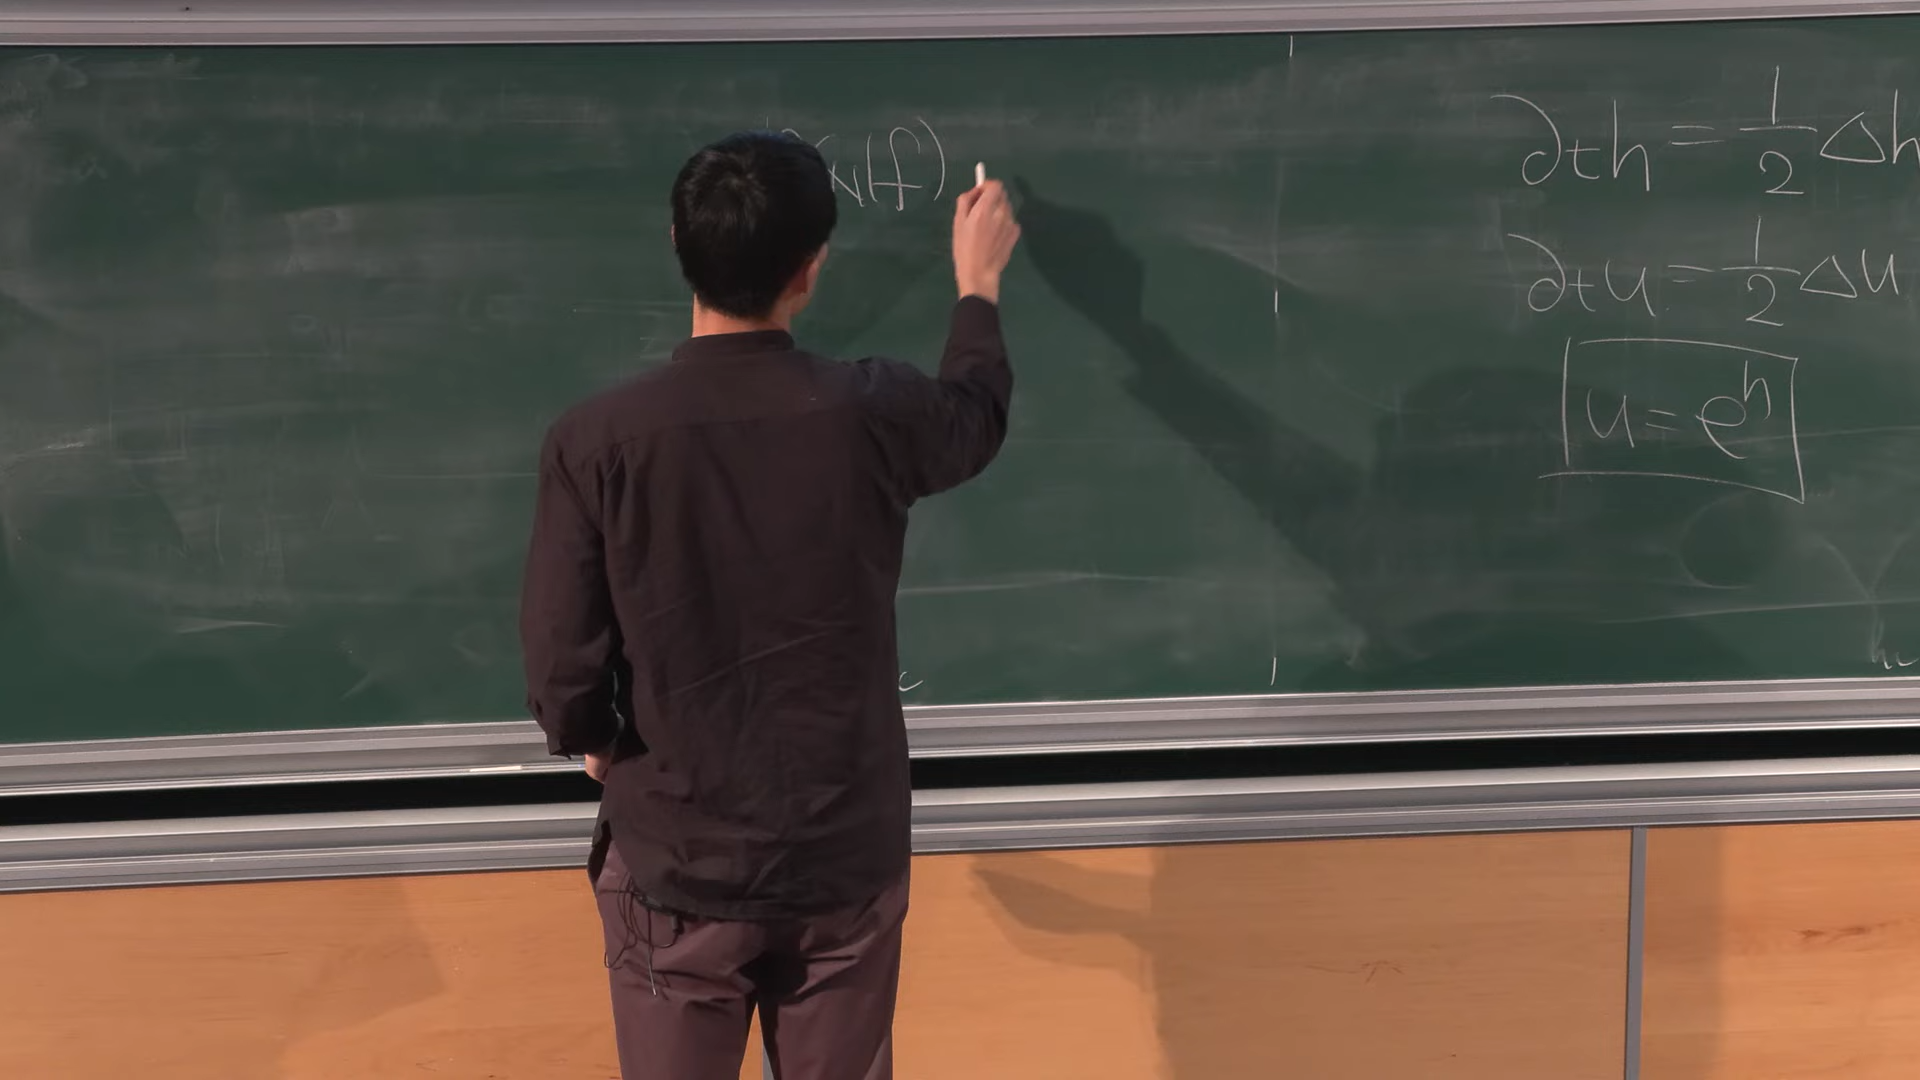 N(f)
∂th = 1/2 Δh
∂tu = 1/2 Δu
u = e^h